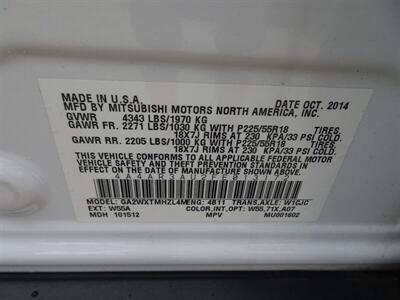 MADE IN U.S.A. DATE OCT. 2014
MFD BY MITSUBISHI MOTORS NORTH AMERICA, INC.
GVWR 4343 LBS/1970 KG
GAWR FR. 2271 LBS/1030 KG WITH P225/55R18 TIRES,
18X7J RIMS AT 230 KPA/33 PSI COLD.
GAWR RR. 2205 LBS/1000 KG WITH P225/55R18 TIRES,
18X7J RIMS AT 230 KPA/33 PSI COLD.
THIS VEHICLE CONFORMS TO ALL APPLICABLE FEDERAL MOTOR
VEHICLE SAFETY AND THEFT PREVENTION STANDARDS IN
EFFECT ON THE DATE OF MANUFACTURE SHOWN ABOVE.
MODEL: GA2WXTMHZL4M ENG: 4B11 TRANS,AXLE: W1CJC
EXT: W55A COLOR,INT,OPT: W55,71X,A07
MDH 101512 MPV MU001602